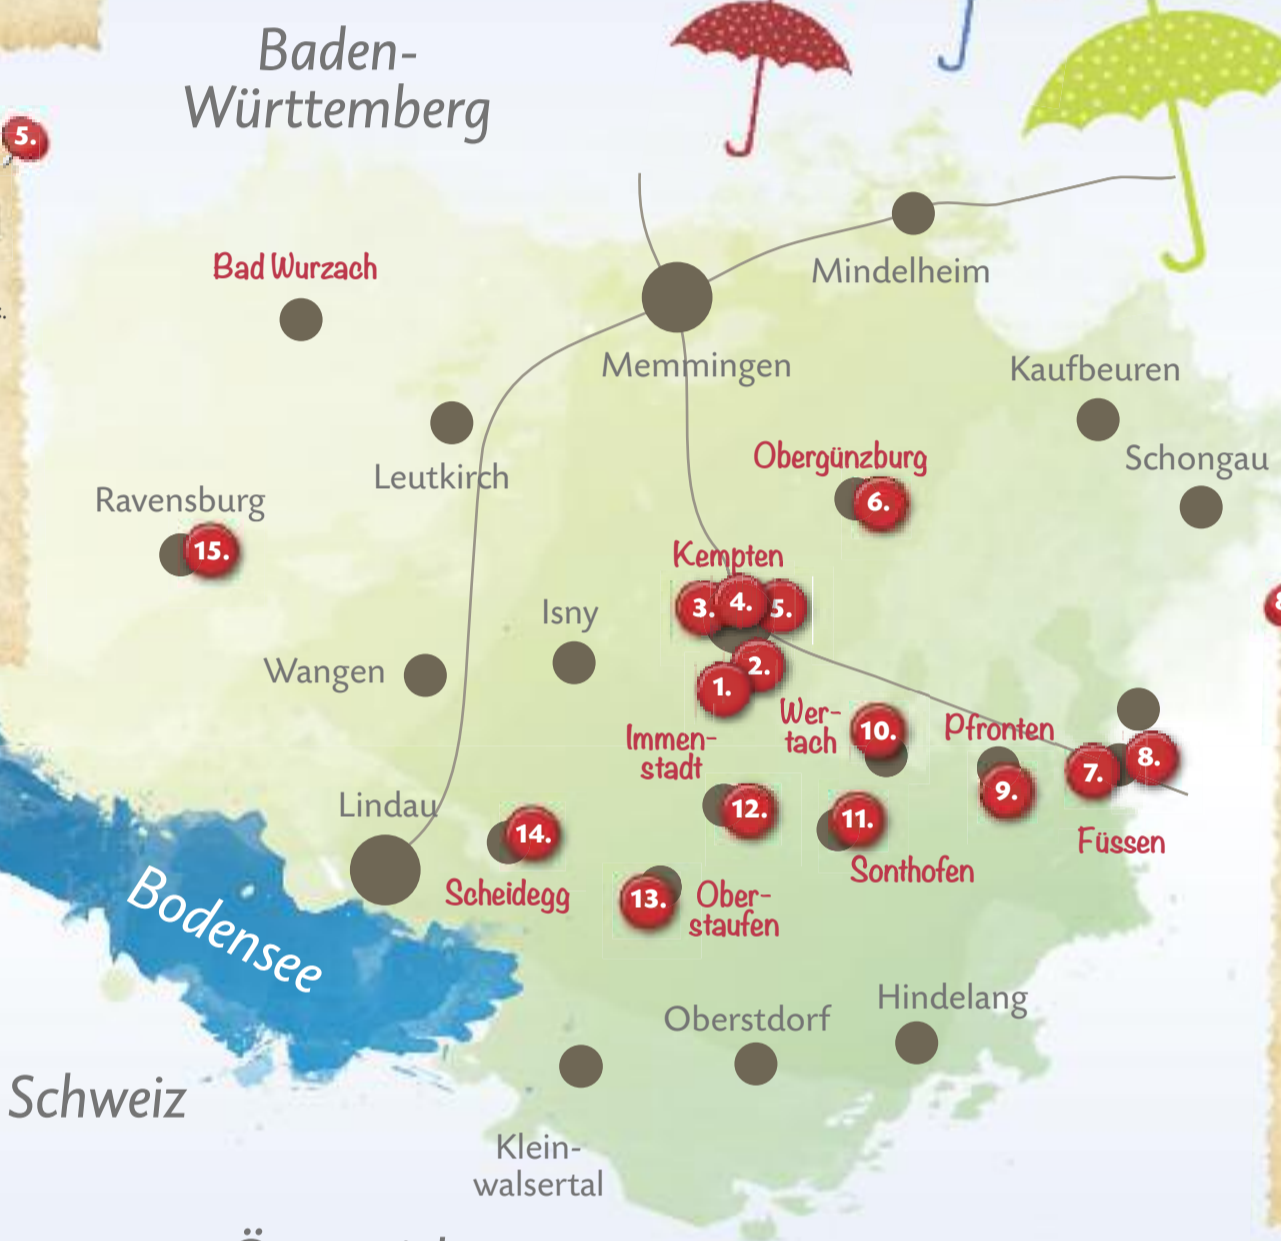 Baden-
Württemberg
5.
Bad Wurzach
Mindelheim
Memmingen
Kaufbeuren
Leutkirch
Obergünzburg
Schongau
6.
Ravensburg
15.
Kempten
3.
4.
5.
Isny
Wangen
2.
1.
Wer-
tach
10.
Pfronten
Immen-
stadt
7.
8.
9.
Lindau
12.
11.
14.
Füssen
Sonthofen
Scheidegg
13.
Ober-
staufen
Bodensee
Hindelang
Oberstdorf
Schweiz
Klein-
walsertal